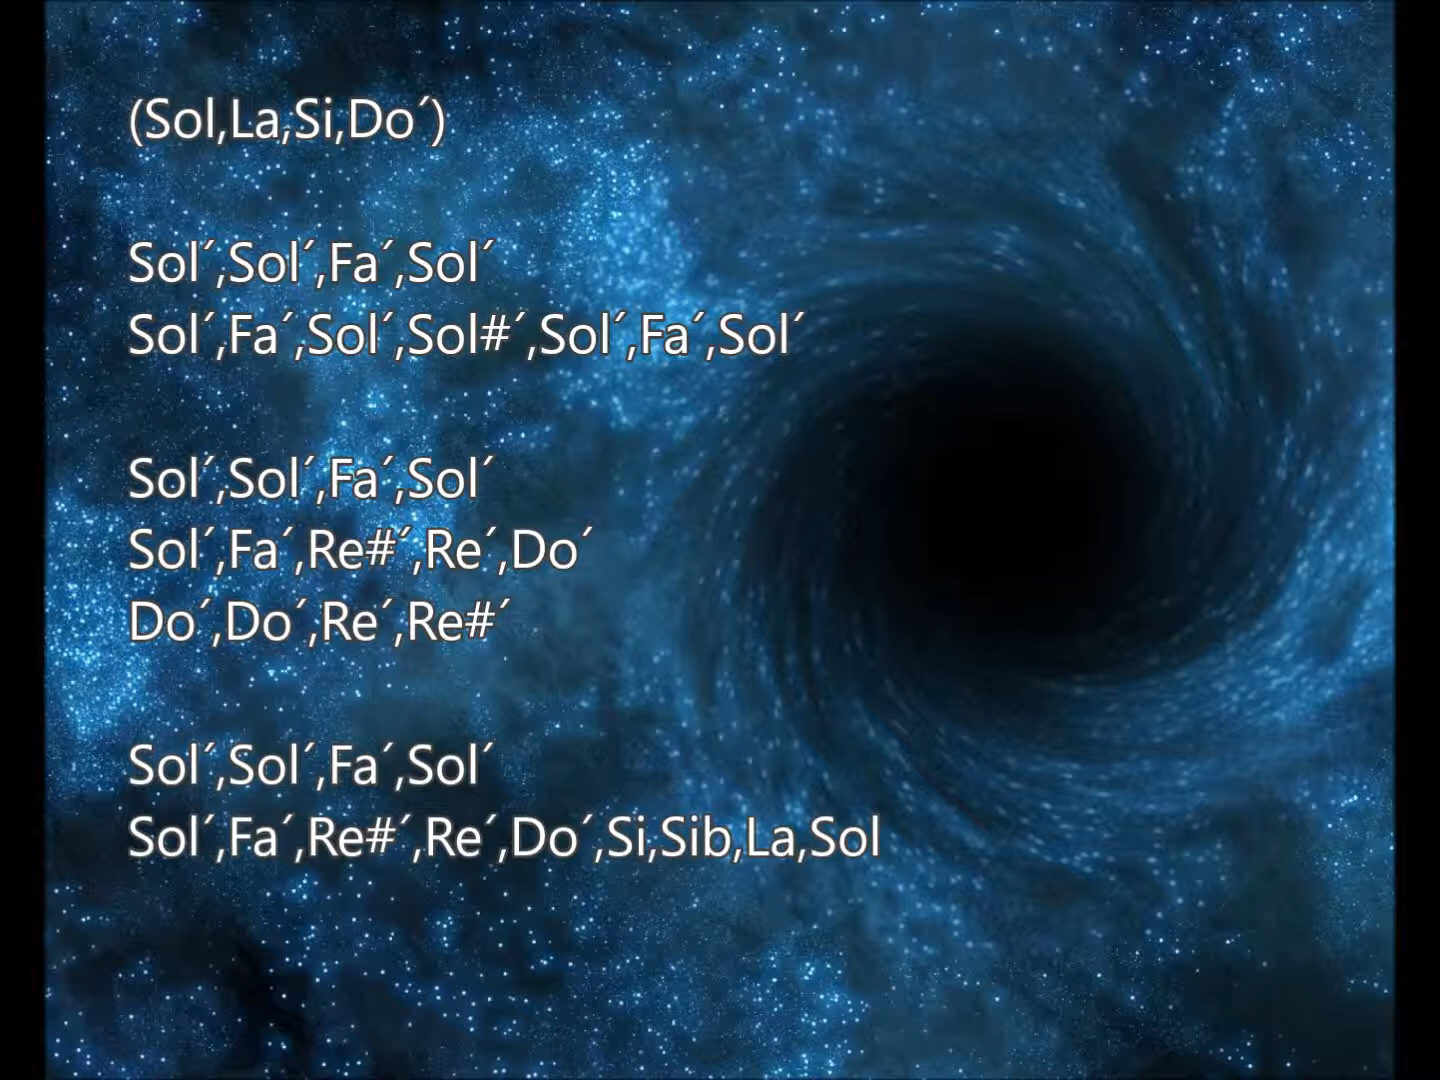 (Sol,La,Si,Do´)
Sol´,Sol´,Fa´,Sol´
Sol´,Fa´,Sol´,Sol#´,Sol´,Fa´,Sol´
Sol´,Sol´,Fa´,Sol´
Sol´,Fa´,Re#´,Re´,Do´
Do´,Do´,Re´,Re#´
Sol´,Sol´,Fa´,Sol´
Sol´,Fa´,Re#´,Re´,Do´,Si,Sib,La,Sol